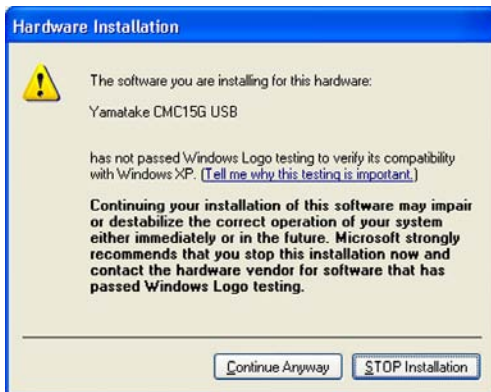 Hardware Installation
The software you are installing for this hardware:
Yamatake CMC15G USB
has not passed Windows Logo testing to verify its compatibility
with Windows XP. (Tell me why this testing is important.)
Continuing your installation of this software may impair
or destabilize the correct operation of your system
either immediately or in the future. Microsoft strongly
recommends that you stop this installation now and
contact the hardware vendor for software that has
passed Windows Logo testing.
Continue Anyway
STOP Installation